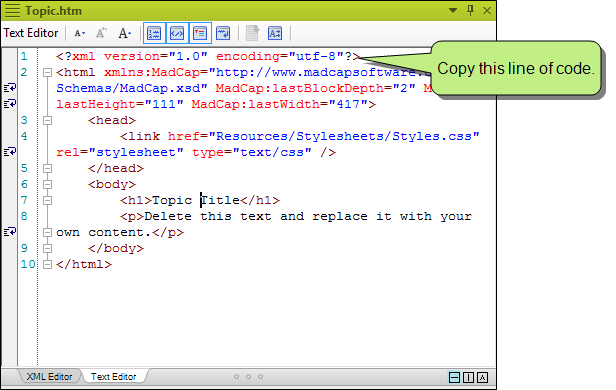 Topic.htm
Text Editor
A A A
1 <?xml version="1.0" encoding="utf-8"?>
Copy this line of code.
2 <html xmlns:MadCap="http://www.madcapsoftware.
Schemas/MadCap.xsd" MadCap:lastBlockDepth="2" M
lastHeight="111" MadCap:lastWidth="417">
3 <head>
4 <link href="Resources/Stylesheets/Styles.css"
rel="stylesheet" type="text/css" />
5 </head>
6 <body>
7 <h1>Topic Title</h1>
8 <p>Delete this text and replace it with your
own content.</p>
9 </body>
10 </html>
XML Editor Text Editor